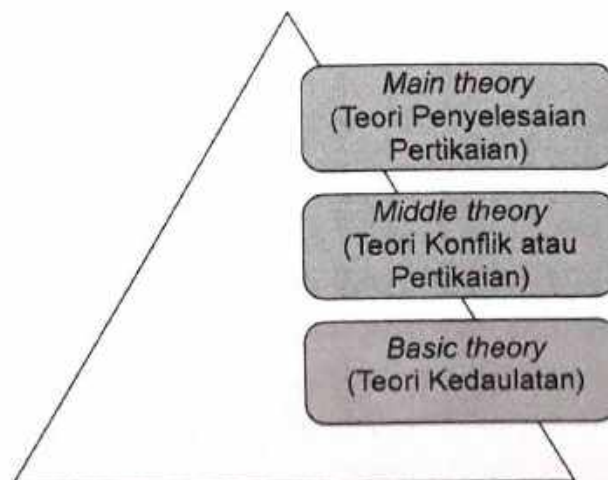 Main theory
(Teori Penyelesaian
Pertikaian)
Middle theory
(Teori Konflik atau
Pertikaian)
Basic theory
(Teori Kedaulatan)